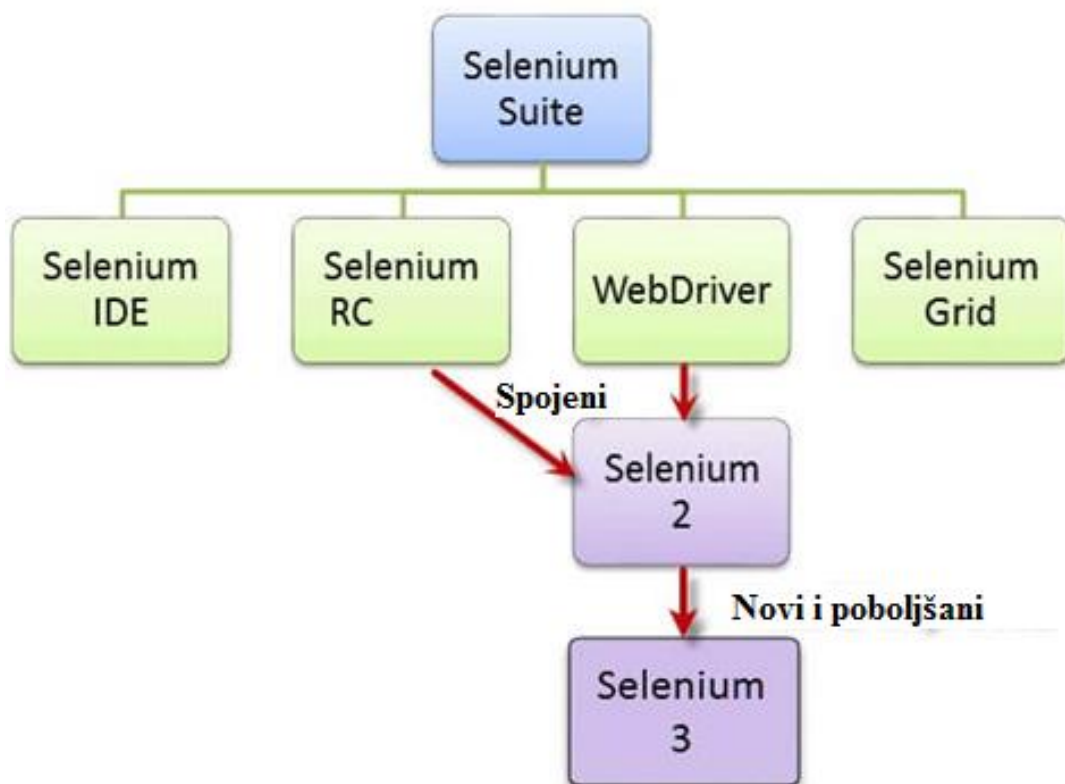 Selenium
Suite
Selenium
IDE
Selenium
RC
WebDriver
Selenium
Grid
Spojeni
Selenium
2
Novi i poboljšani
Selenium
3